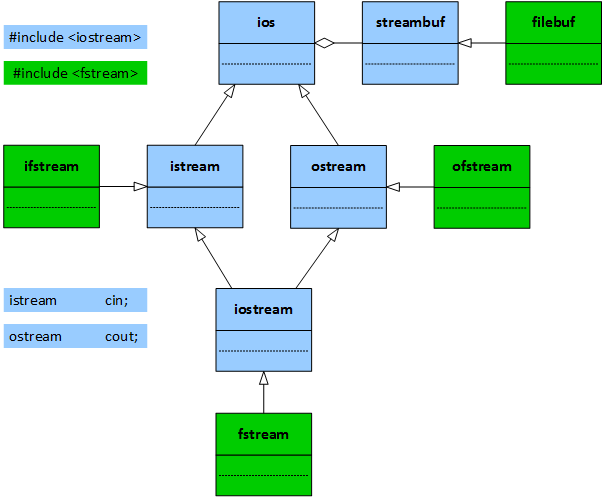 #include <iostream>
#include <fstream>
ios
streambuf
filebuf
ifstream
istream
ostream
ofstream
istream cin;
ostream cout;
iostream
fstream